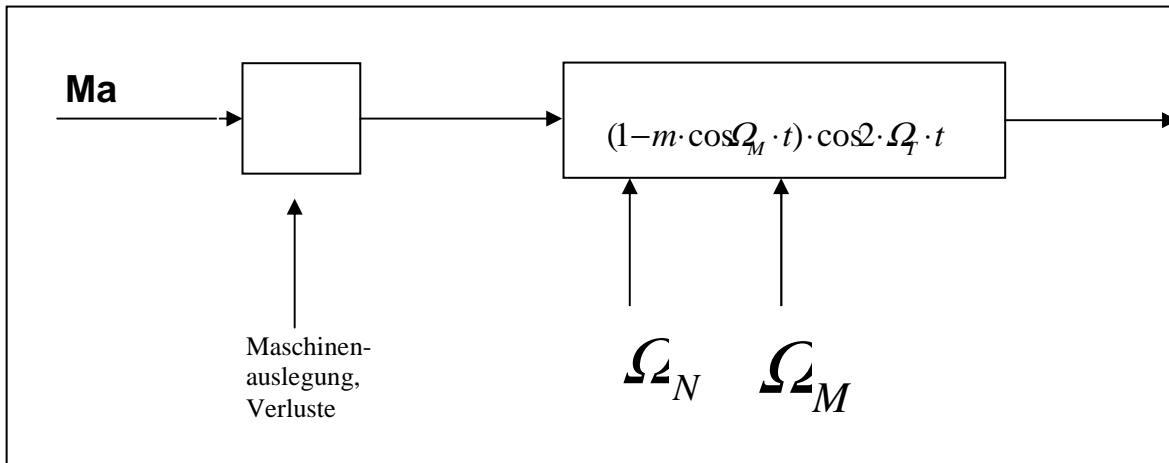 Ma
(1−m·cosΩ_M·t)·cos2·Ω_T·t
Maschinen-
auslegung,
Verluste
Ω_N
Ω_M